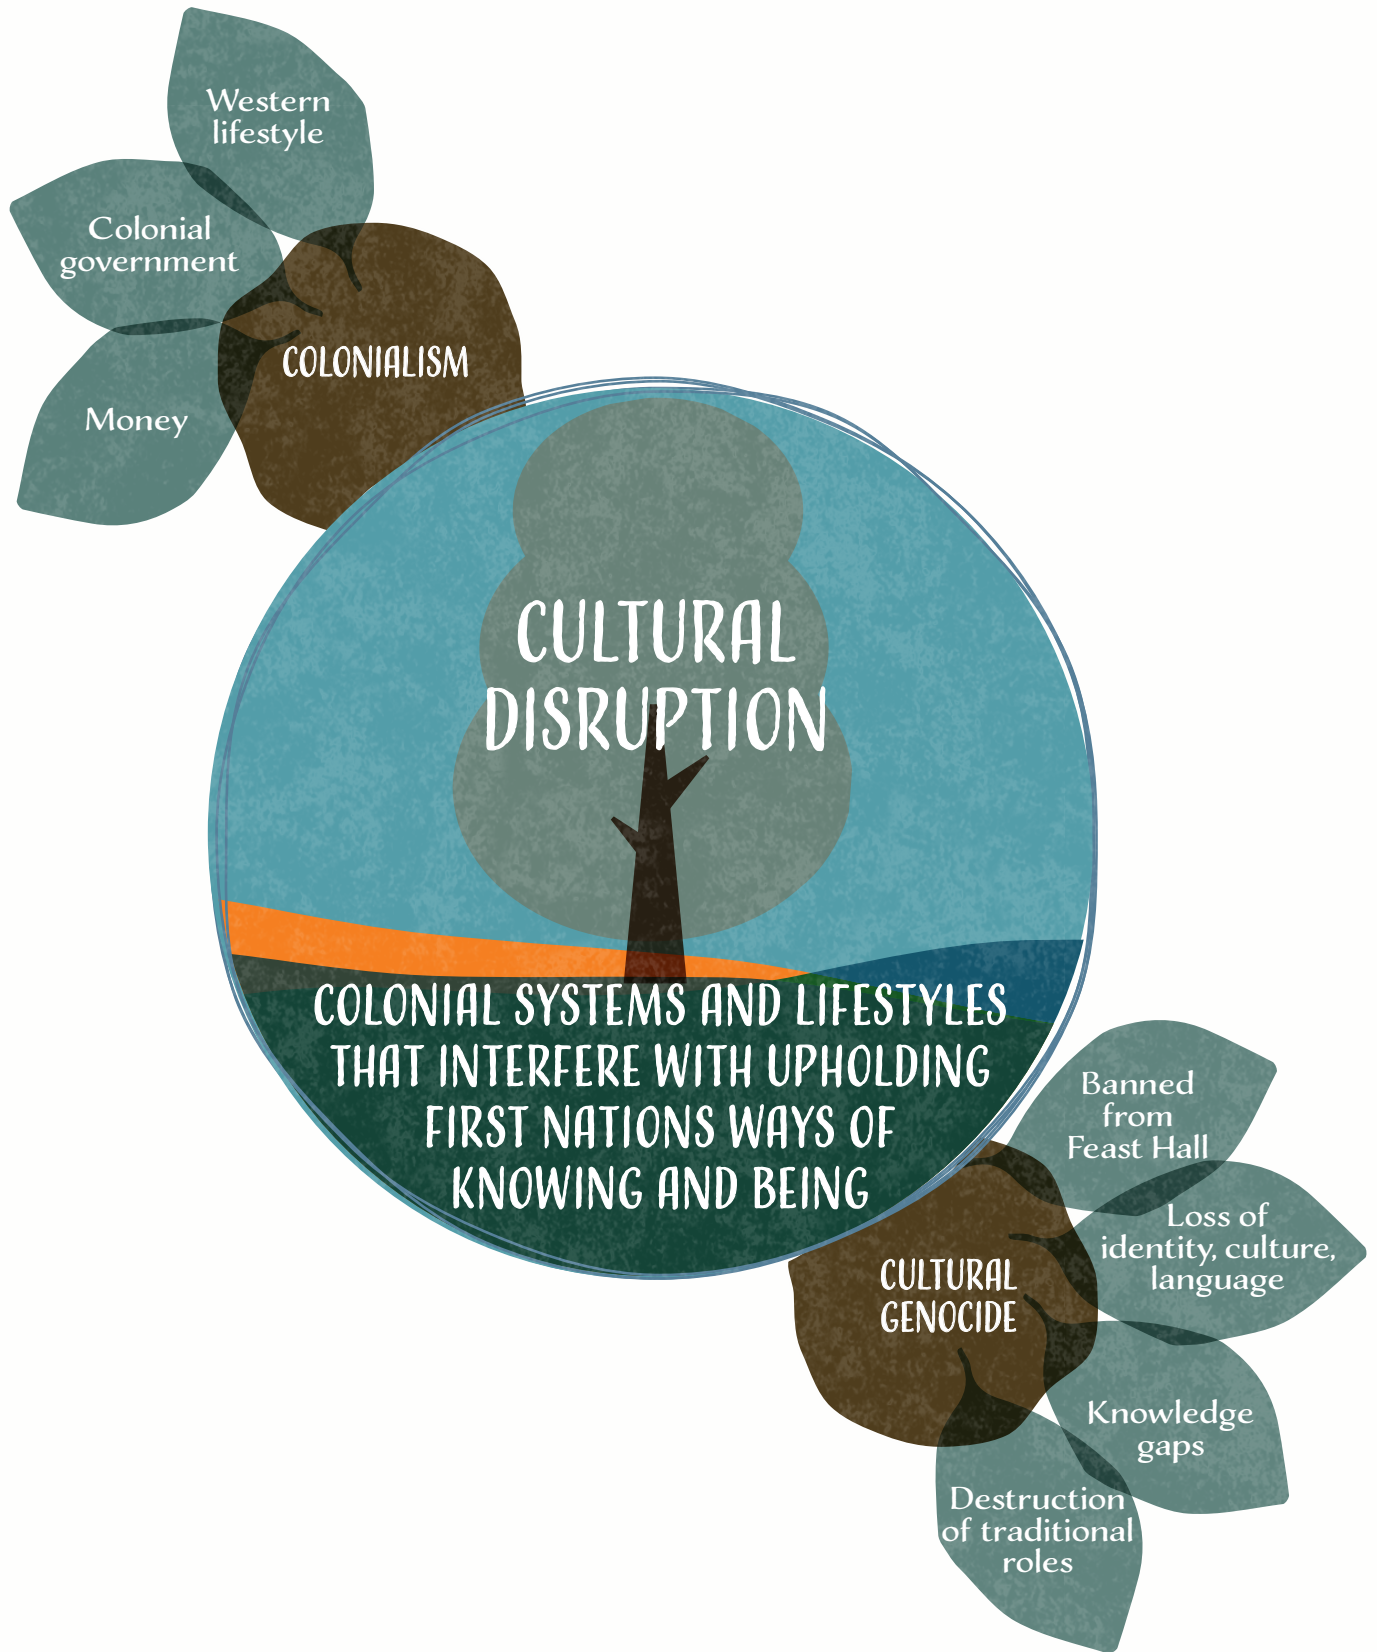 Western
lifestyle
Colonial
government
Money
COLONIALISM
CULTURAL
DISRUPTION
COLONIAL SYSTEMS AND LIFESTYLES
THAT INTERFERE WITH UPHOLDING
FIRST NATIONS WAYS OF
KNOWING AND BEING
Banned
from
Feast Hall
Loss of
identity, culture,
language
CULTURAL
GENOCIDE
Knowledge
gaps
Destruction
of traditional
roles